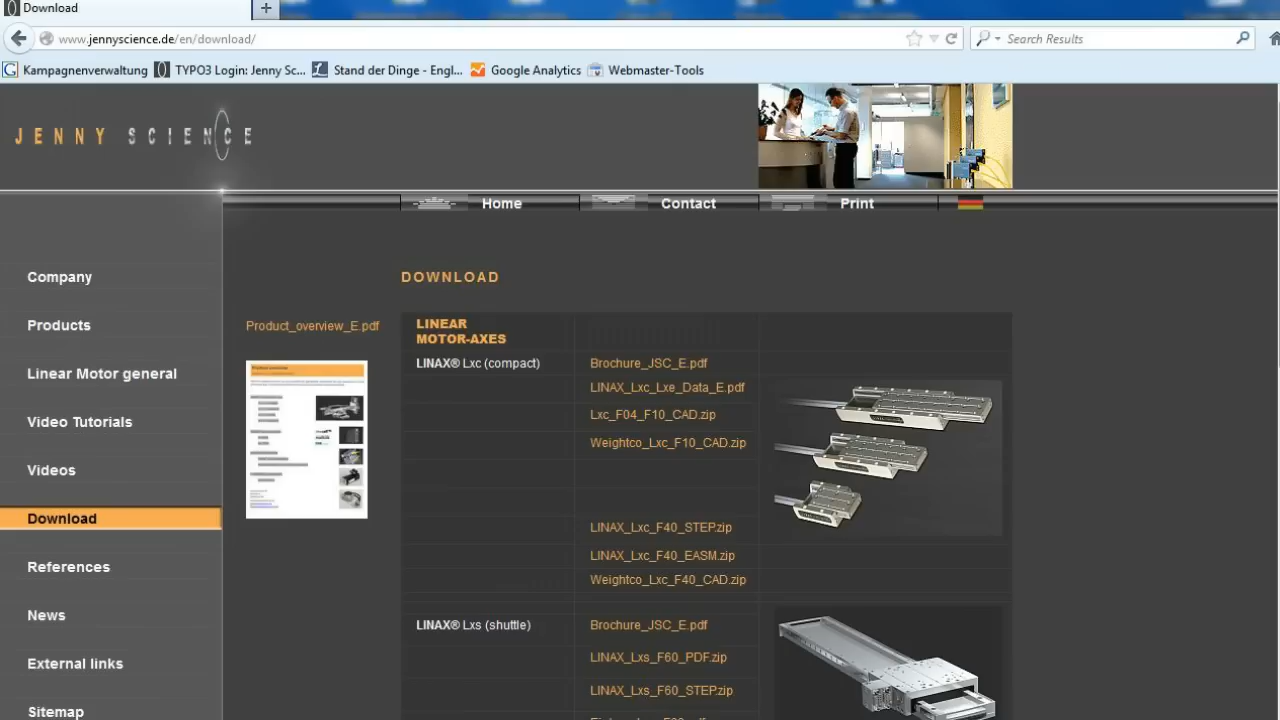 Download
www.jennyscience.de/en/download/
Search Results
Kampagnenverwaltung
TYPO3 Login: Jenny Sc...
Stand der Dinge - Engl...
Google Analytics
Webmaster-Tools
JENNY SCIENCE
Home
Contact
Print
Company
Products
Linear Motor general
Video Tutorials
Videos
Download
References
News
External links
Sitemap
Product_overview_E.pdf
DOWNLOAD
LINEAR
MOTOR-AXES
LINAX® Lxc (compact)
Brochure_JSC_E.pdf
LINAX_Lxc_Lxe_Data_E.pdf
Lxc_F04_F10_CAD.zip
Weightco_Lxc_F10_CAD.zip
LINAX_Lxc_F40_STEP.zip
LINAX_Lxc_F40_EASM.zip
Weightco_Lxc_F40_CAD.zip
LINAX® Lxs (shuttle)
Brochure_JSC_E.pdf
LINAX_Lxs_F60_PDF.zip
LINAX_Lxs_F60_STEP.zip